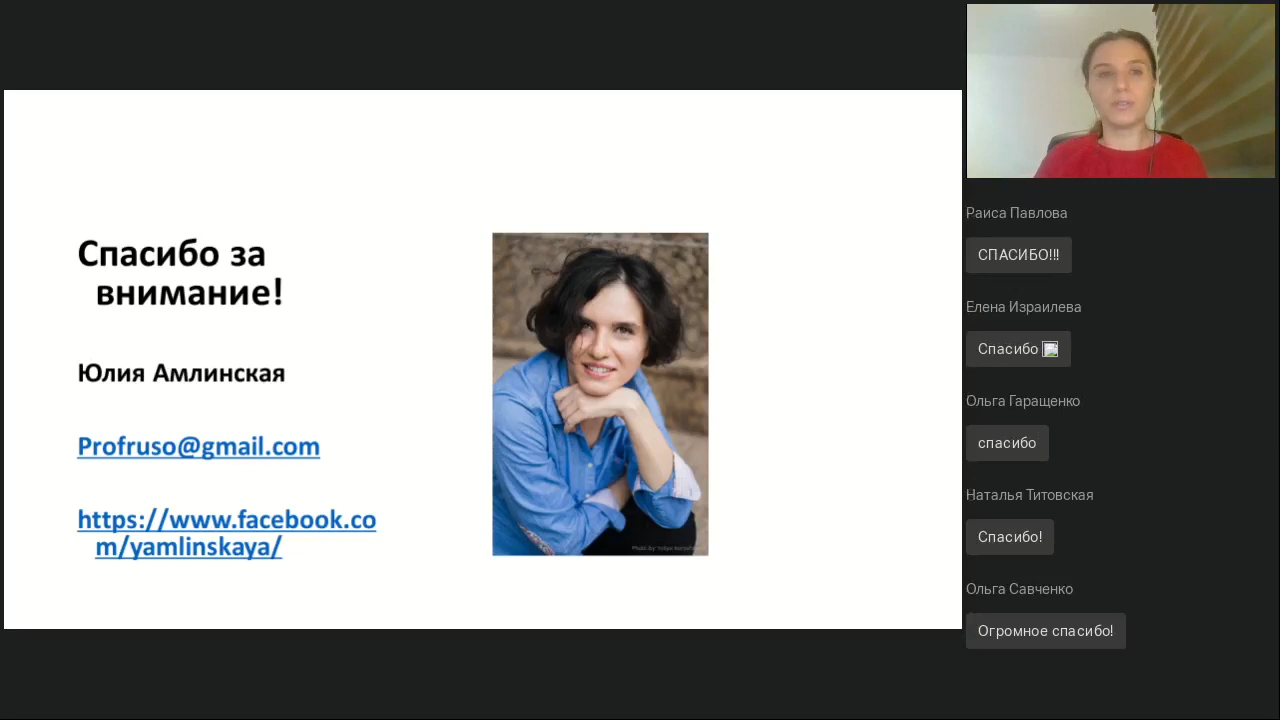 Спасибо за
внимание!
Юлия Амлинская
Profruso@gmail.com
https://www.facebook.co
m/yamlinskaya/
Раиса Павлова
СПАСИБО!!!
Елена Израилева
Спасибо
Ольга Гаращенко
спасибо
Наталья Титовская
Спасибо!
Ольга Савченко
Огромное спасибо!